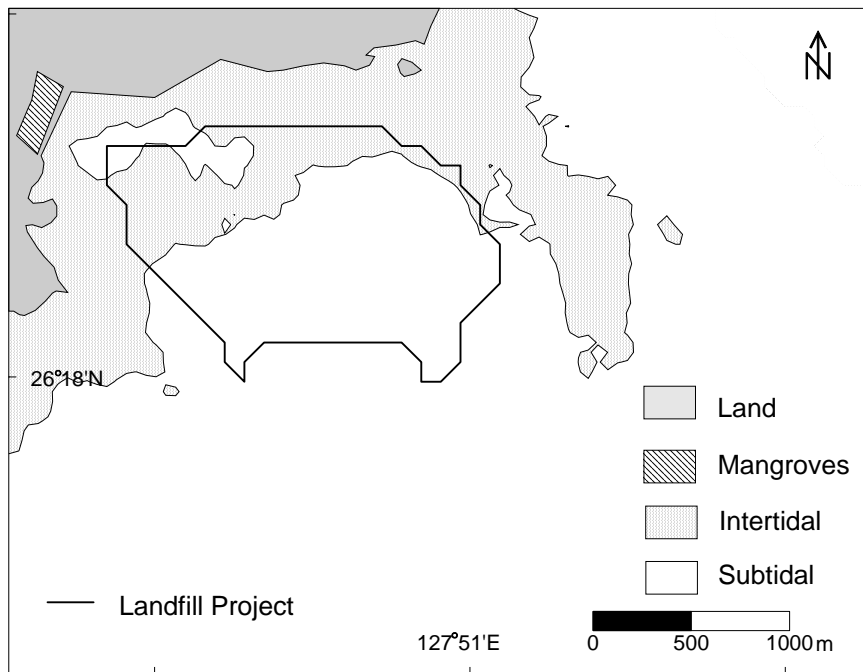 N
26°18'N
Land
Mangroves
Intertidal
Subtidal
Landfill Project
127°51'E
0 500 1000 m